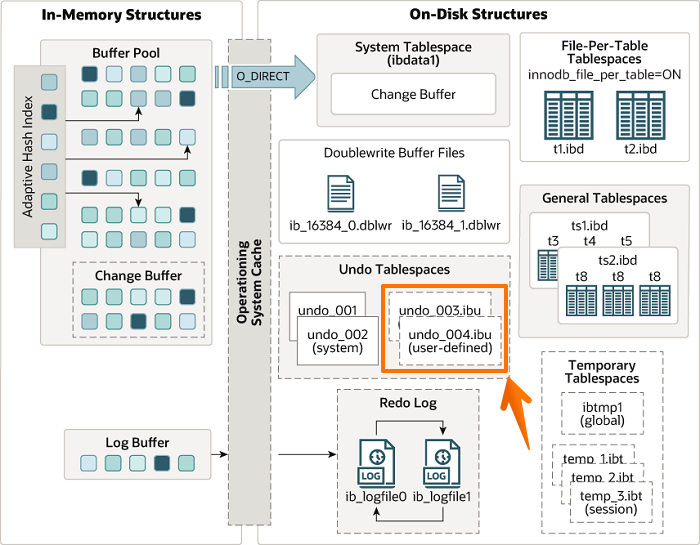 In-Memory Structures
On-Disk Structures
Buffer Pool
Adaptive Hash Index
Change Buffer
Log Buffer
O_DIRECT
Operationing
System Cache
System Tablespace
(ibdata1)
Change Buffer
File-Per-Table
Tablespaces
innodb_file_per_table=ON
t1.ibd
t2.ibd
Doublewrite Buffer Files
ib_16384_0.dblwr
ib_16384_1.dblwr
General Tablespaces
ts1.ibd
t3 t4 t5
ts2.ibd
t8 t8 t8
Undo Tablespaces
undo_001
undo_002
(system)
undo_003.ibu
undo_004.ibu
(user-defined)
Temporary
Tablespaces
ibtmp1
(global)
temp_1.ibt
temp_2.ibt
temp_3.ibt
(session)
Redo Log
LOG
LOG
ib_logfile0
ib_logfile1